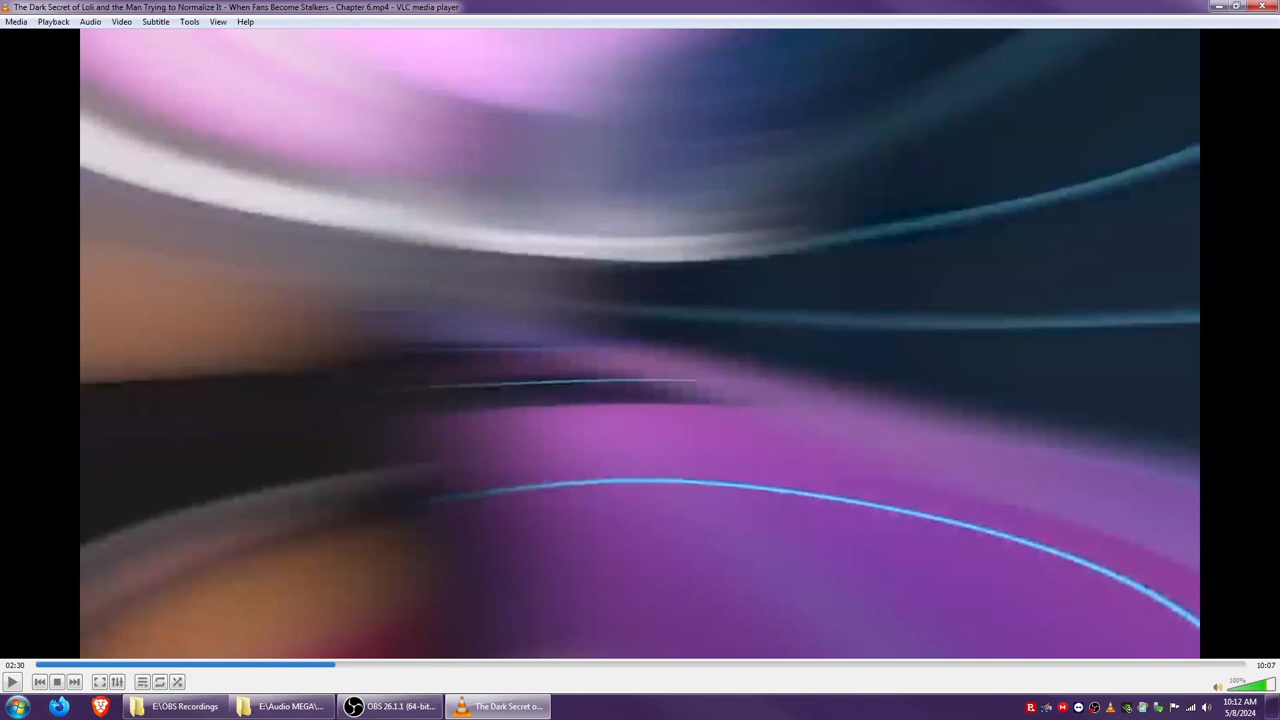 The Dark Secret of Loli and the Man Trying to Normalize It - When Fans Become Stalkers - Chapter 6.mp4 - VLC media player
Media Playback Audio Video Subtitle Tools View Help
02:30 10:07
100%
E:\OBS Recordings E:\Audio MEGA\... OBS 26.1.1 (64-bit... The Dark Secret o... 10:12 AM
5/8/2024